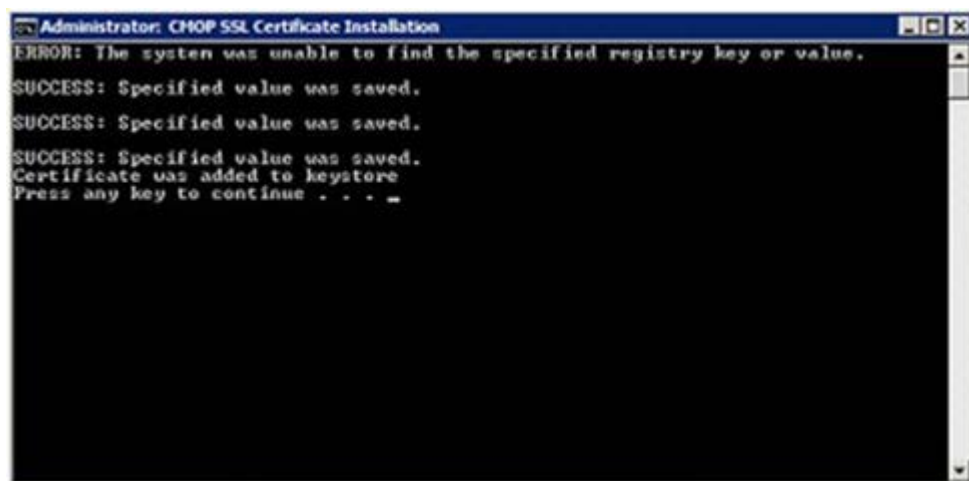 Administrator: CMOP SSL Certificate Installation
ERROR: The system was unable to find the specified registry key or value.
SUCCESS: Specified value was saved.
SUCCESS: Specified value was saved.
SUCCESS: Specified value was saved.
Certificate was added to keystore
Press any key to continue . . . _